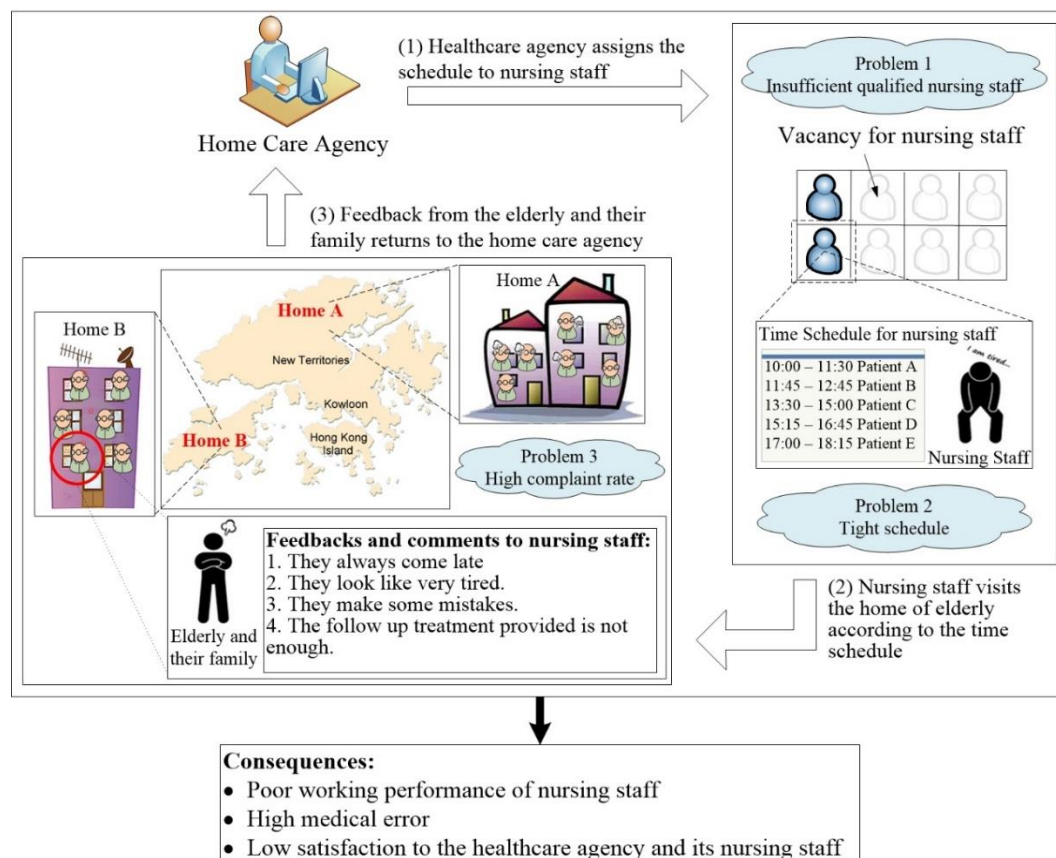 (1) Healthcare agency assigns the
schedule to nursing staff
Home Care Agency
Problem 1
Insufficient qualified nursing staff
Vacancy for nursing staff
Time Schedule for nursing staff
10:00 – 11:30 Patient A
11:45 – 12:45 Patient B
13:30 – 15:00 Patient C
15:15 – 16:45 Patient D
17:00 – 18:15 Patient E
I am tired...
Nursing Staff
Problem 2
Tight schedule
(2) Nursing staff visits
the home of elderly
according to the time
schedule
(3) Feedback from the elderly and their
family returns to the home care agency
Home B
Home A
New Territories
Kowloon
Home B
Hong Kong
Island
Home A
Problem 3
High complaint rate
Elderly and
their family
Feedbacks and comments to nursing staff:
1. They always come late
2. They look like very tired.
3. They make some mistakes.
4. The follow up treatment provided is not
enough.
Consequences:
• Poor working performance of nursing staff
• High medical error
• Low satisfaction to the healthcare agency and its nursing staff